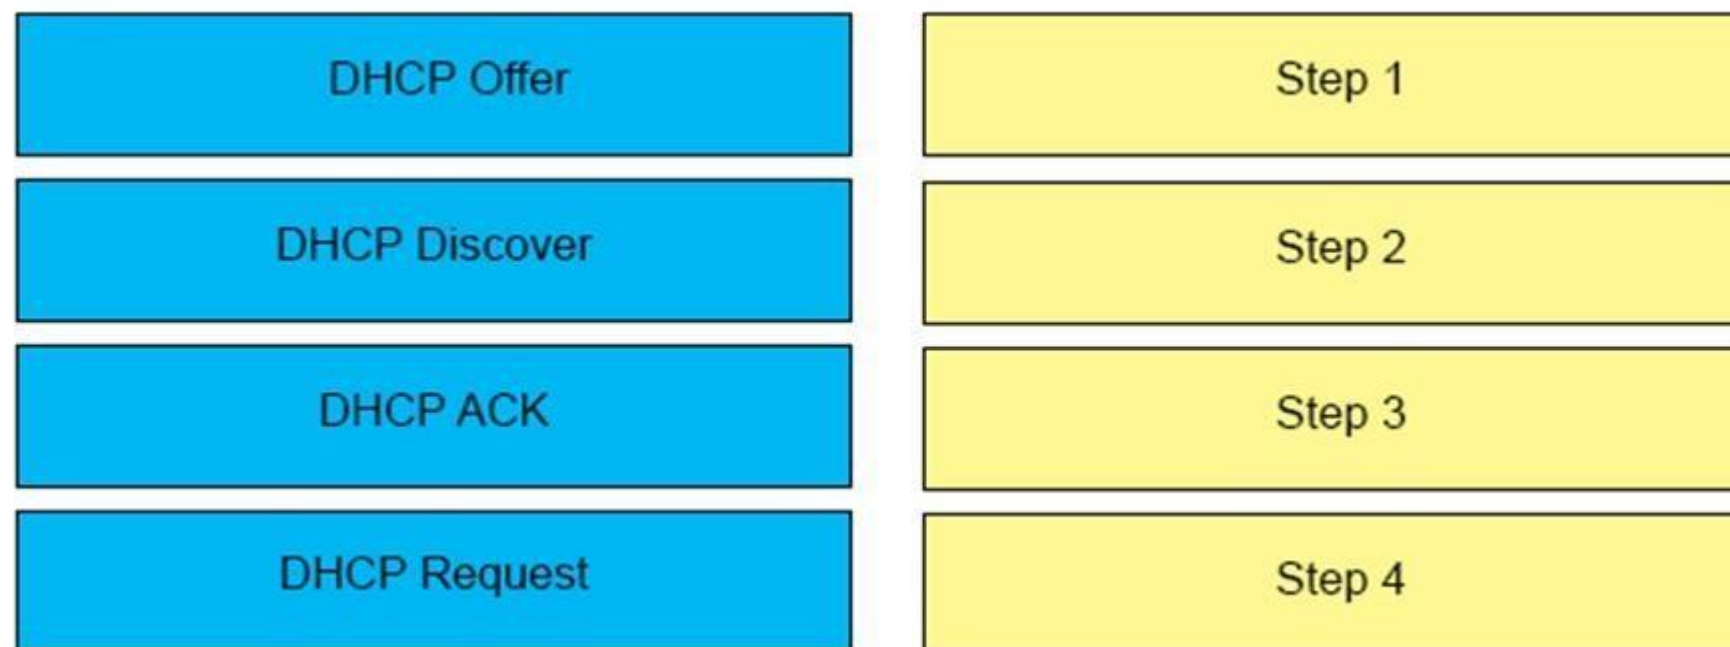 DHCP Offer
Step 1
DHCP Discover
Step 2
DHCP ACK
Step 3
DHCP Request
Step 4